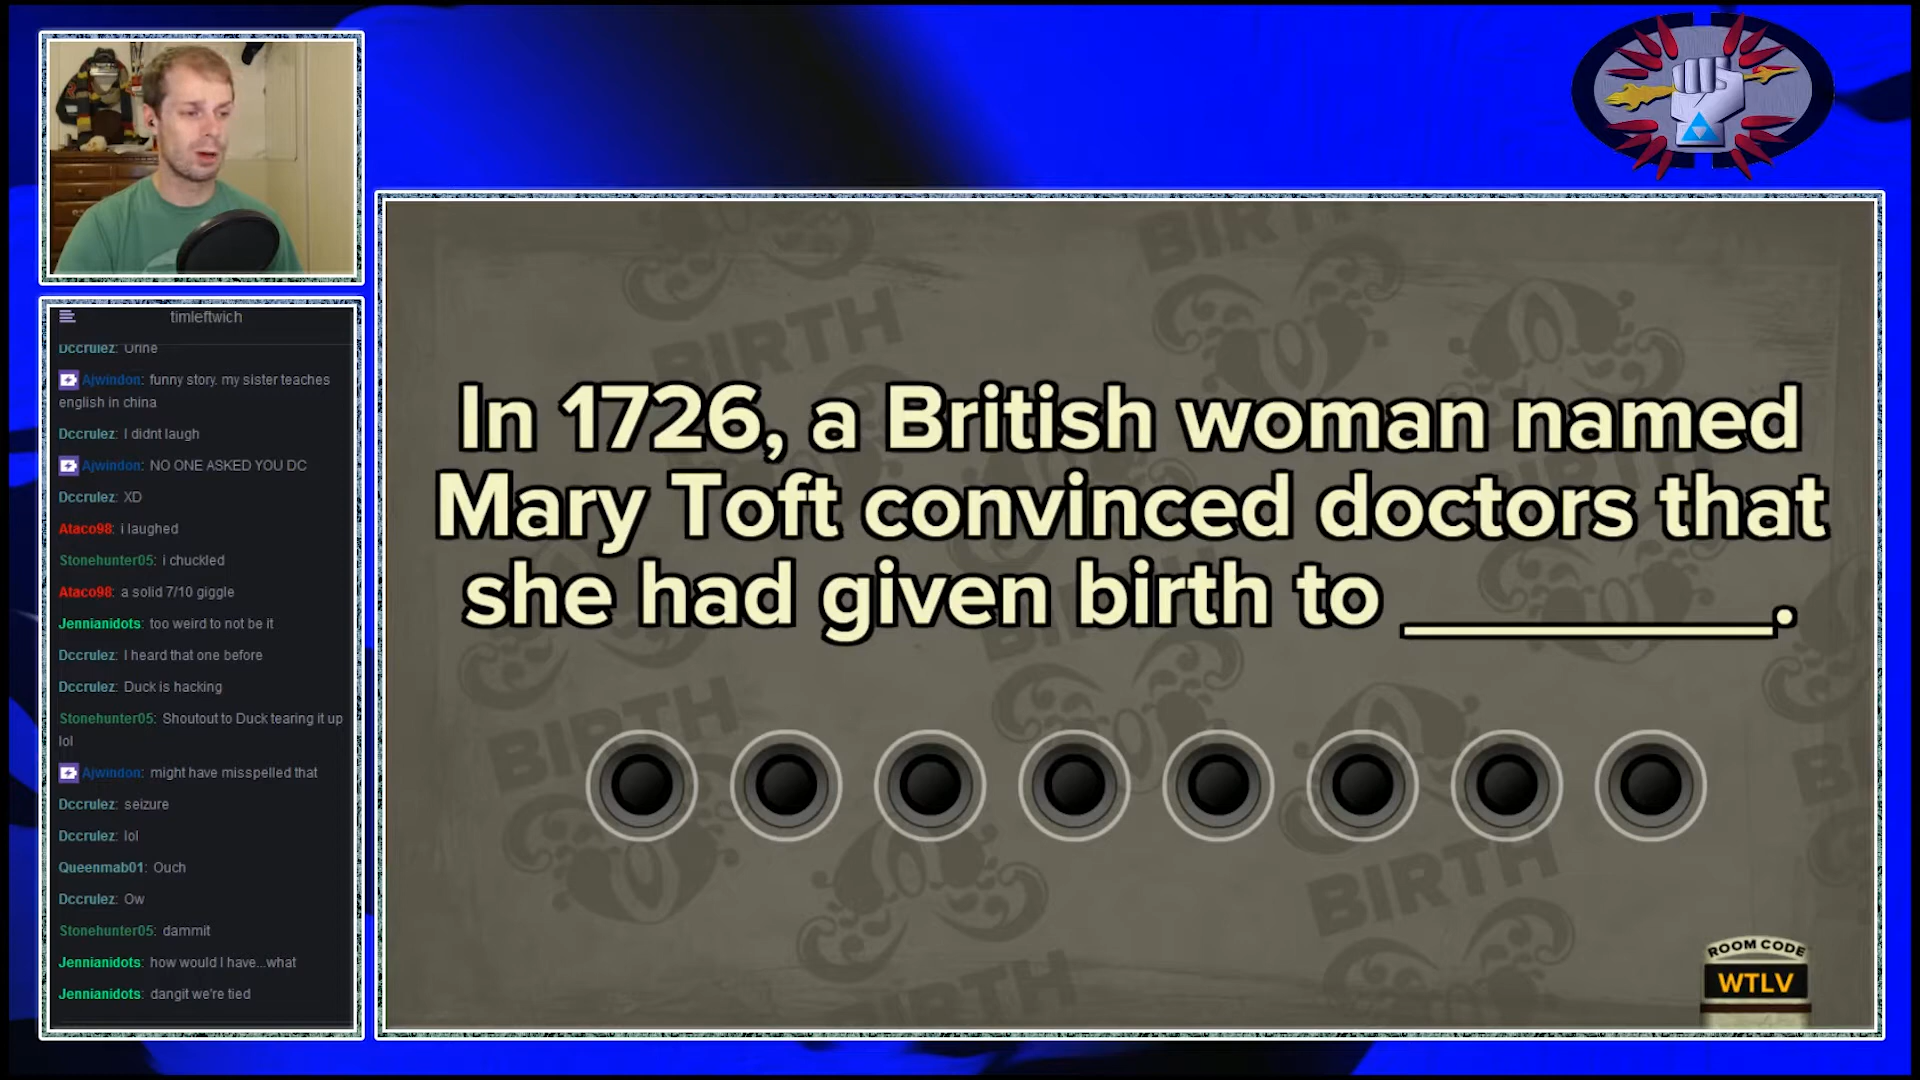 timleftwich
Dccrulez: Urine
Ajwindon: funny story. my sister teaches
english in china
Dccrulez: I didnt laugh
Ajwindon: NO ONE ASKED YOU DC
Dccrulez: XD
Ataco98: i laughed
Stonehunter05: i chuckled
Ataco98: a solid 7/10 giggle
Jennianidots: too weird to not be it
Dccrulez: I heard that one before
Dccrulez: Duck is hacking
Stonehunter05: Shoutout to Duck tearing it up
lol
Ajwindon: might have misspelled that
Dccrulez: seizure
Dccrulez: lol
Queenmab01: Ouch
Dccrulez: Ow
Stonehunter05: dammit
Jennianidots: how would I have...what
Jennianidots: dangit we're tied
In 1726, a British woman named
Mary Toft convinced doctors that
she had given birth to ________.
BIRTH
BIRTH
BIRTH
BIRTH
BIRTH
ROOM CODE
WTLV